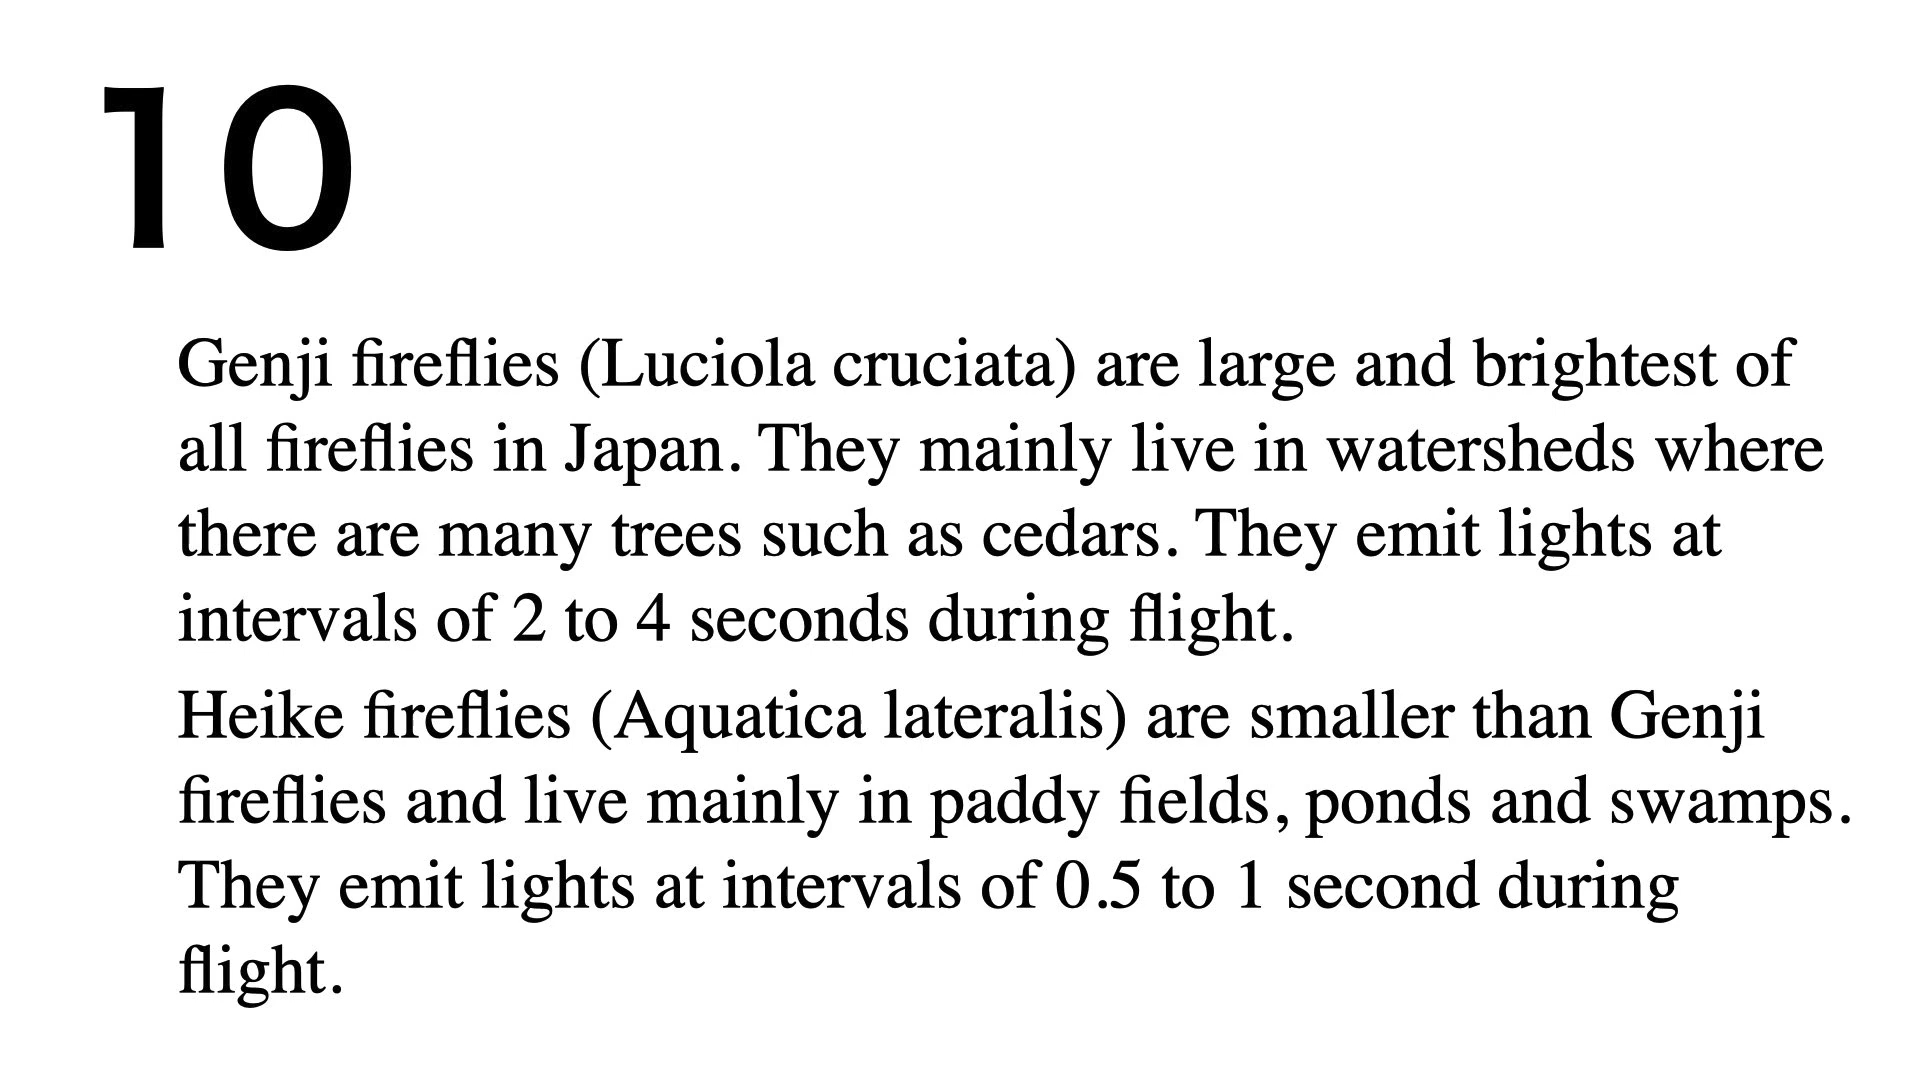 10
Genji fireflies (Luciola cruciata) are large and brightest of
all fireflies in Japan. They mainly live in watersheds where
there are many trees such as cedars. They emit lights at
intervals of 2 to 4 seconds during flight.
Heike fireflies (Aquatica lateralis) are smaller than Genji
fireflies and live mainly in paddy fields, ponds and swamps.
They emit lights at intervals of 0.5 to 1 second during
flight.